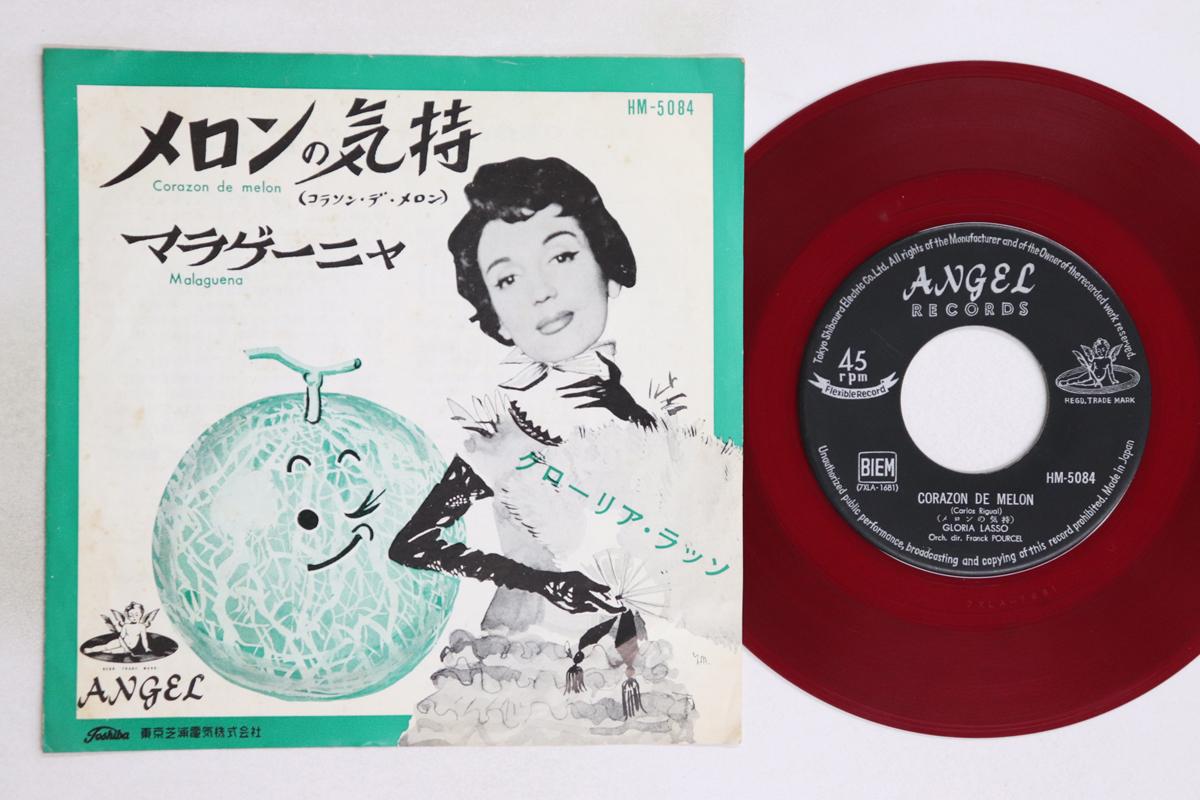 HM-5084
メロンの気持
Corazon de melon
(コラソン・デ・メロン)
マラゲーニャ
Malaguena
グローリア・ラッソ
REGD. TRADE MARK.
ANGEL
Toshiba 東京芝浦電気株式会社
Tokyo Shibaura Electric Co. Ltd. All rights of the Manufacturer and of the Owner of the recorded work reserved.
ANGEL
RECORDS
45
rpm
Flexible Record
REGD. TRADE MARK
BIEM
(7XLA-1681)
HM-5084
CORAZON DE MELON
(Carlos Rigual)
(メロンの気持)
GLORIA LASSO
Orch. dir. Franck POURCEL
Unauthorized public performance, broadcasting and copying of this record prohibited. Made in Japan
7XLA-1681